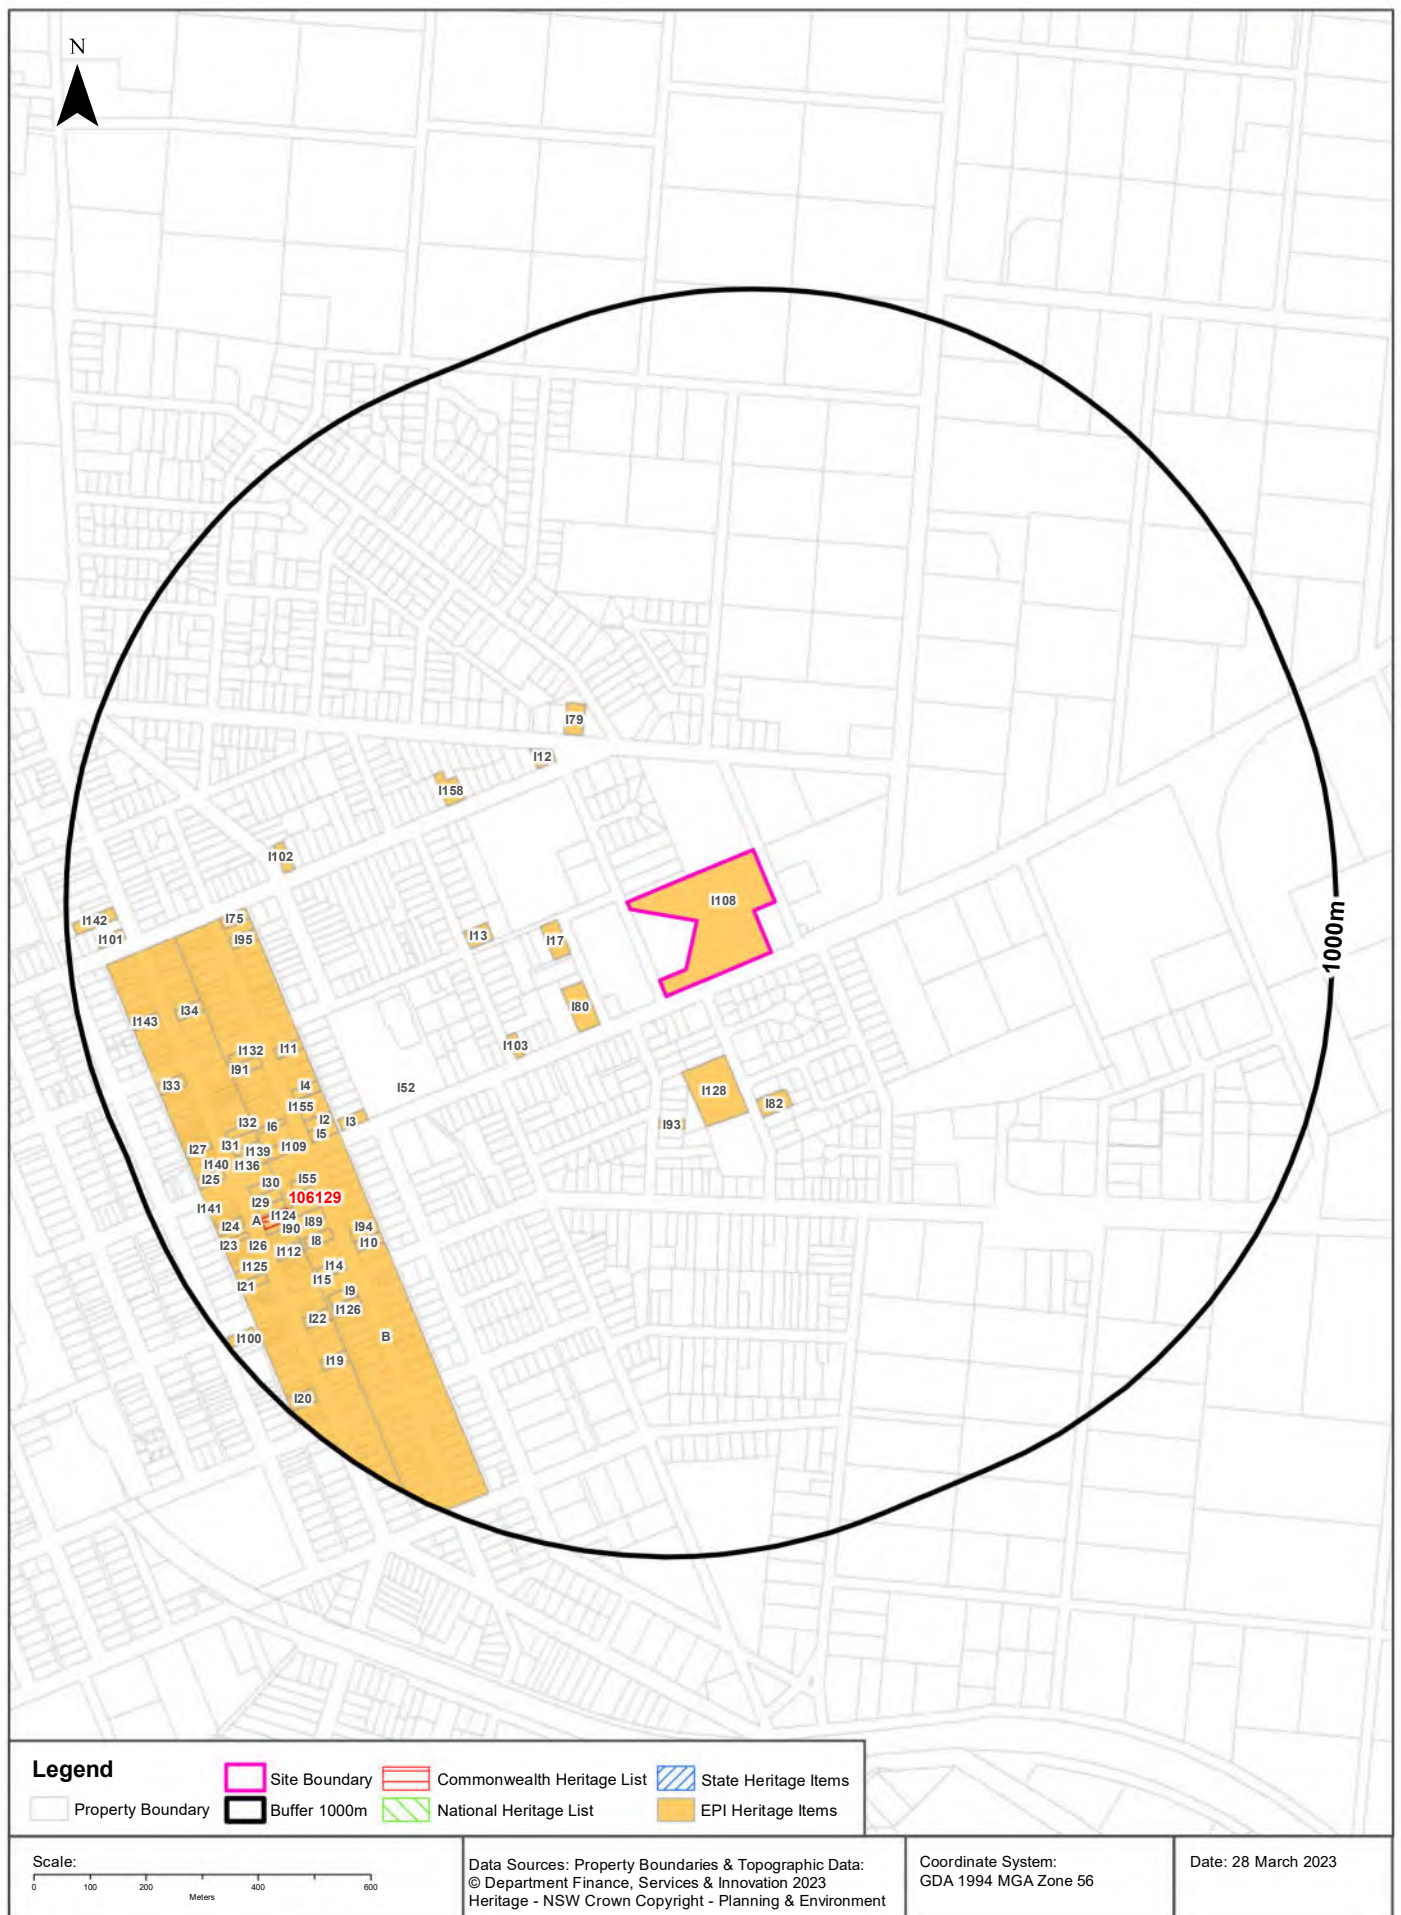 N
I79
I12
I158
I102
I108
I142
I101
I75
I95
I13
I17
1000m
I80
I103
I143
I34
I132
I11
I91
I33
I4
I52
I155
I128
I82
I93
I2
I3
I5
I32
I6
I27
I31
I139
I109
I140
I136
I25
I55
I30
106129
I29
I141
I124
A
I89
I24
I90
I94
I23
I26
I8
I10
I112
I125
I14
I15
I21
I9
I126
I22
I100
B
I19
I20
Legend
Site Boundary
Commonwealth Heritage List
State Heritage Items
Property Boundary
Buffer 1000m
National Heritage List
EPI Heritage Items
Scale:
0 100 200 400 600
Meters
Data Sources: Property Boundaries & Topographic Data:
© Department Finance, Services & Innovation 2023
Heritage - NSW Crown Copyright - Planning & Environment
Coordinate System:
GDA 1994 MGA Zone 56
Date: 28 March 2023